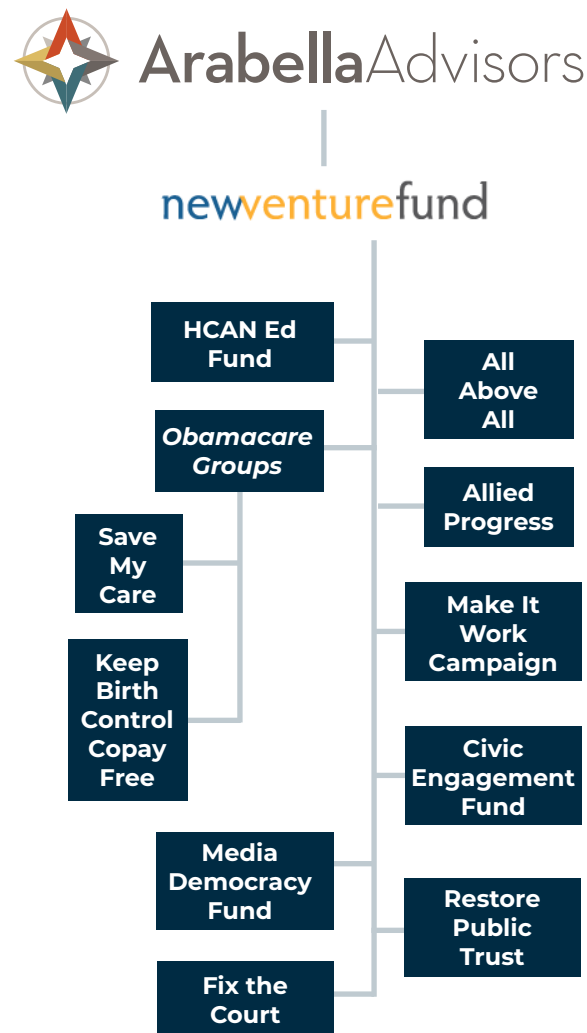 ArabellaAdvisors
newventurefund
HCAN Ed
Fund
All
Above
All
Obamacare
Groups
Allied
Progress
Save
My
Care
Make It
Work
Campaign
Keep
Birth
Control
Copay
Free
Civic
Engagement
Fund
Media
Democracy
Fund
Restore
Public
Trust
Fix the
Court